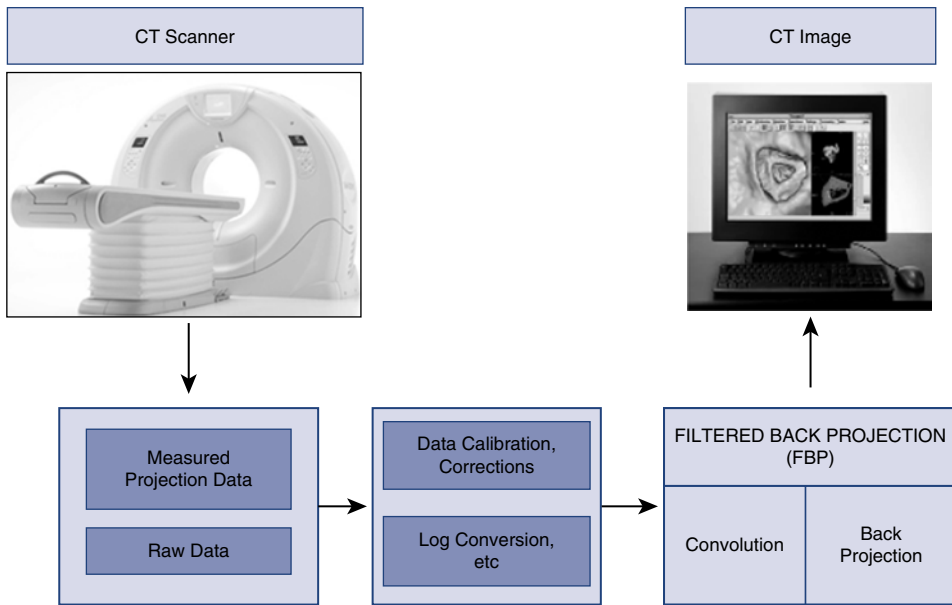 CT Scanner
CT Image
Measured
Projection Data
Raw Data
Data Calibration,
Corrections
Log Conversion,
etc
FILTERED BACK PROJECTION
(FBP)
Convolution
Back
Projection